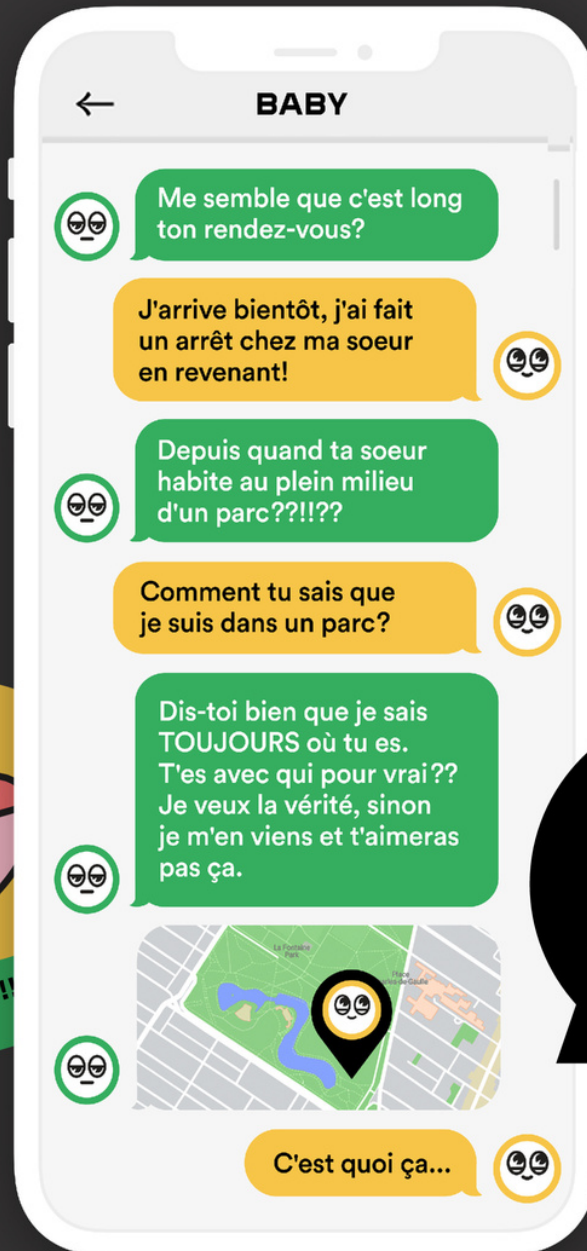 BABY
Me semble que c'est long
ton rendez-vous?
J'arrive bientôt, j'ai fait
un arrêt chez ma soeur
en revenant!
Depuis quand ta soeur
habite au plein milieu
d'un parc??!!??
Comment tu sais que
je suis dans un parc?
Dis-toi bien que je sais
TOUJOURS où tu es.
T'es avec qui pour vrai??
Je veux la vérité, sinon
je m'en viens et t'aimeras
pas ça.
La Fontaine
Park
Place
Charles-de-Gaulle
!!
C'est quoi ça...